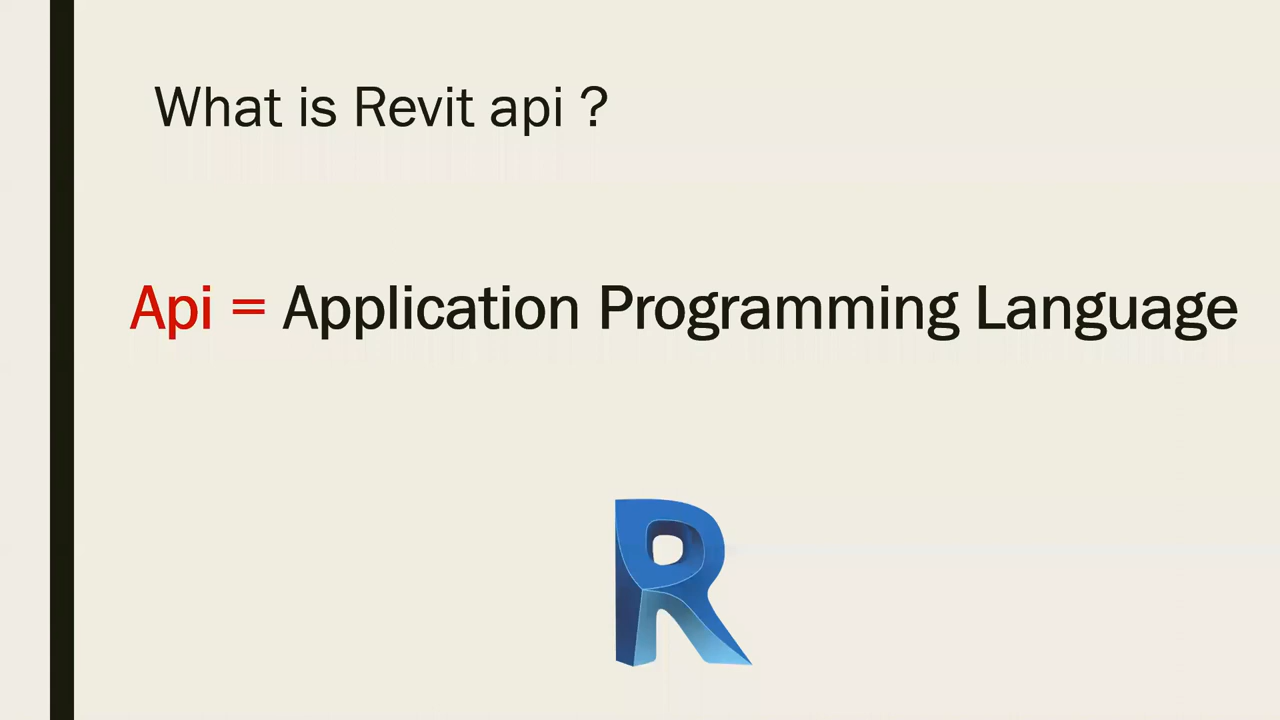 What is Revit api ?
Api = Application Programming Language